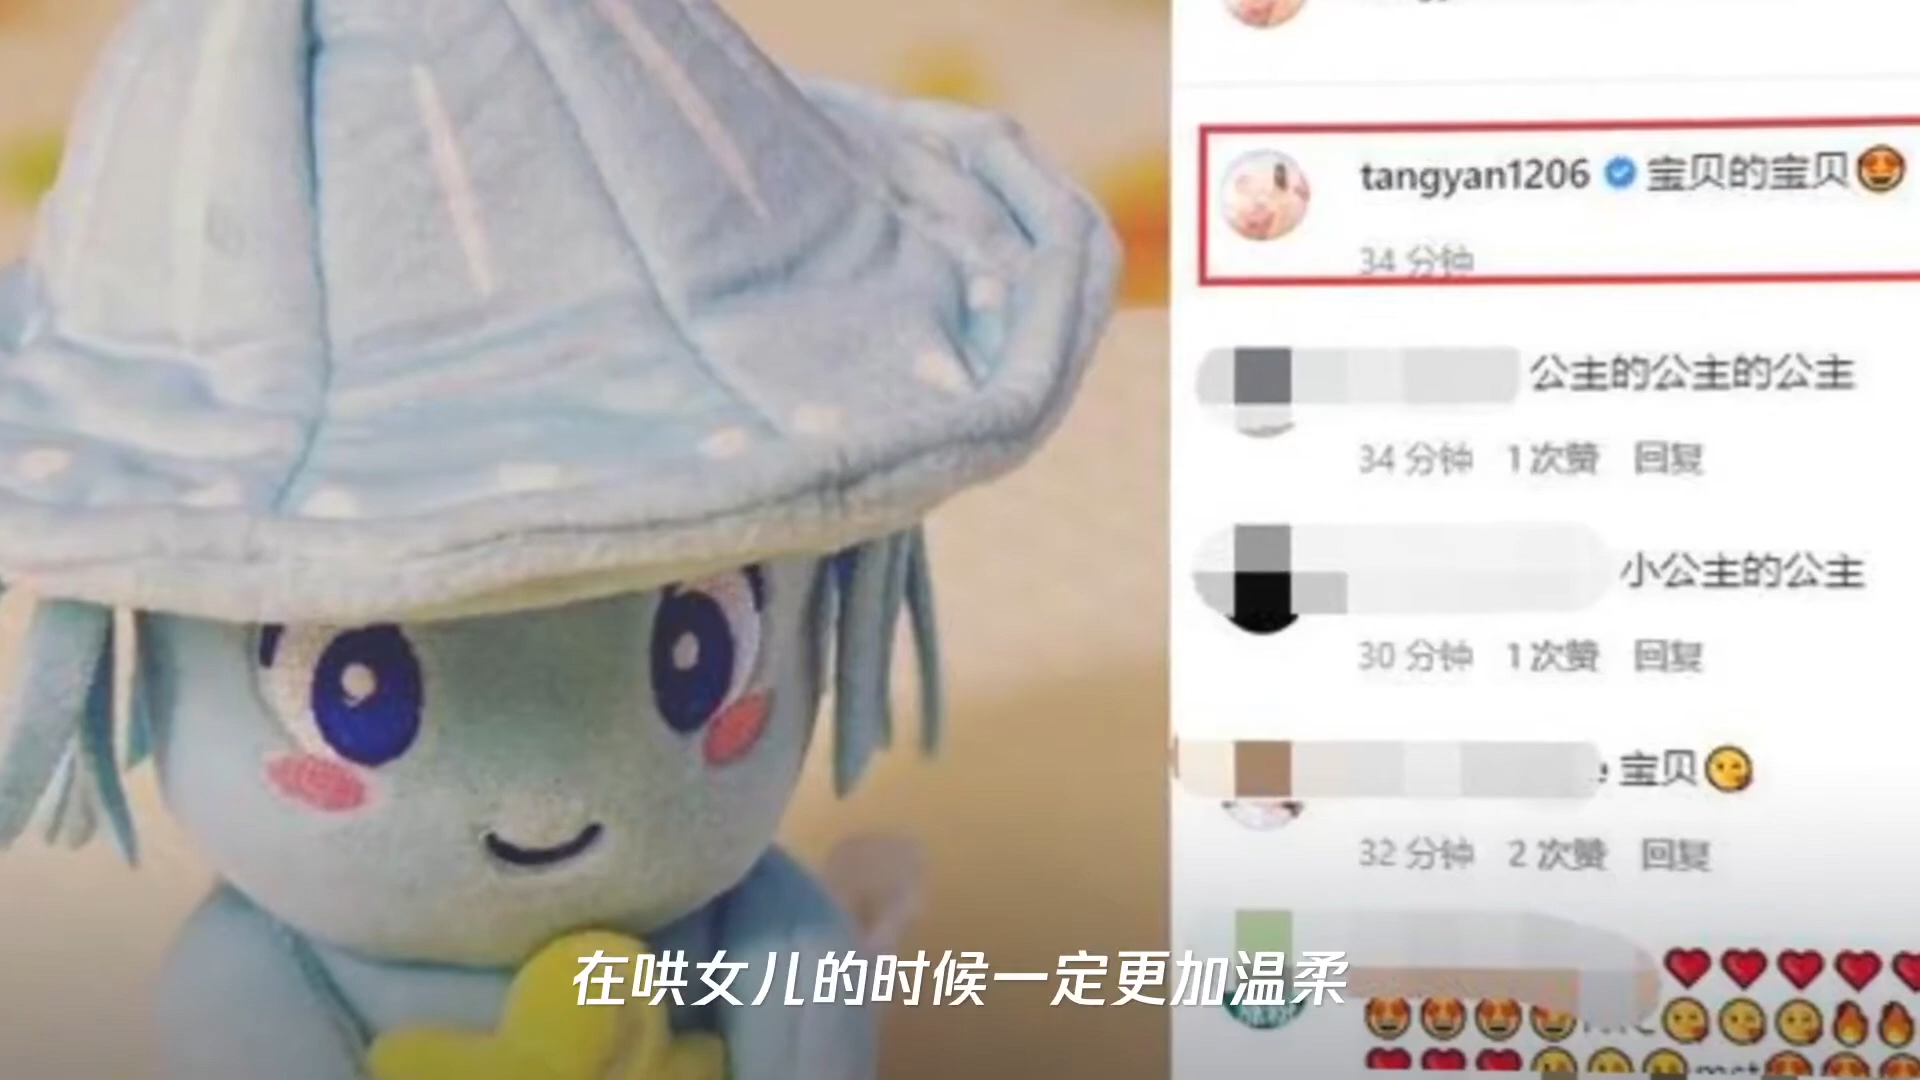 tangyan1206 宝贝的宝贝🤩
34 分钟
公主的公主的公主
34 分钟 1次赞 回复
小公主的公主
30 分钟 1次赞 回复
宝贝😘
32 分钟 2 次赞 回复
在哄女儿的时候一定更加温柔